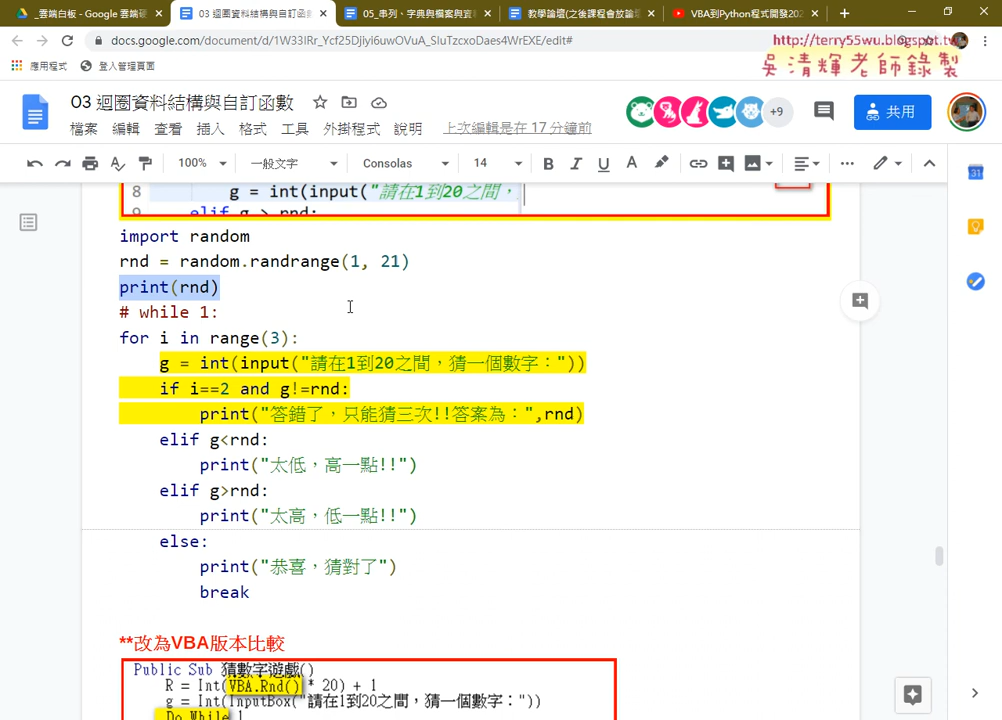 _雲端白板 - Google 雲端硬
03 迴圈資料結構與自訂函數
05_串列、字典與檔案與資
教學論壇(之後課程會放論壇
VBA到Python程式開發202
docs.google.com/document/d/1W33IRr_Ycf25Djiyi6uwOVuA_SluTzcxoDaes4WrEXE/edit#
http://terry55wu.blogspot.tw
應用程式
登入管理頁面
吳清輝老師錄製
03 迴圈資料結構與自訂函數
+9
共用
檔案 編輯 查看 插入 格式 工具 外掛程式 說明 上次編輯是在 17 分鐘前
100% 一般文字 Consolas 14 B I U A
8 g = int(input("請在1到20之間，
9 elif g > rnd:
import random
rnd = random.randrange(1, 21)
print(rnd)
# while 1:
for i in range(3):
g = int(input("請在1到20之間，猜一個數字："))
if i==2 and g!=rnd:
print("答錯了，只能猜三次!!答案為：",rnd)
elif g<rnd:
print("太低，高一點!!")
elif g>rnd:
print("太高，低一點!!")
else:
print("恭喜，猜對了")
break
**改為VBA版本比較
Public Sub 猜數字遊戲()
R = Int(VBA.Rnd() * 20) + 1
g = Int(InputBox("請在1到20之間，猜一個數字："))
Do While 1
31